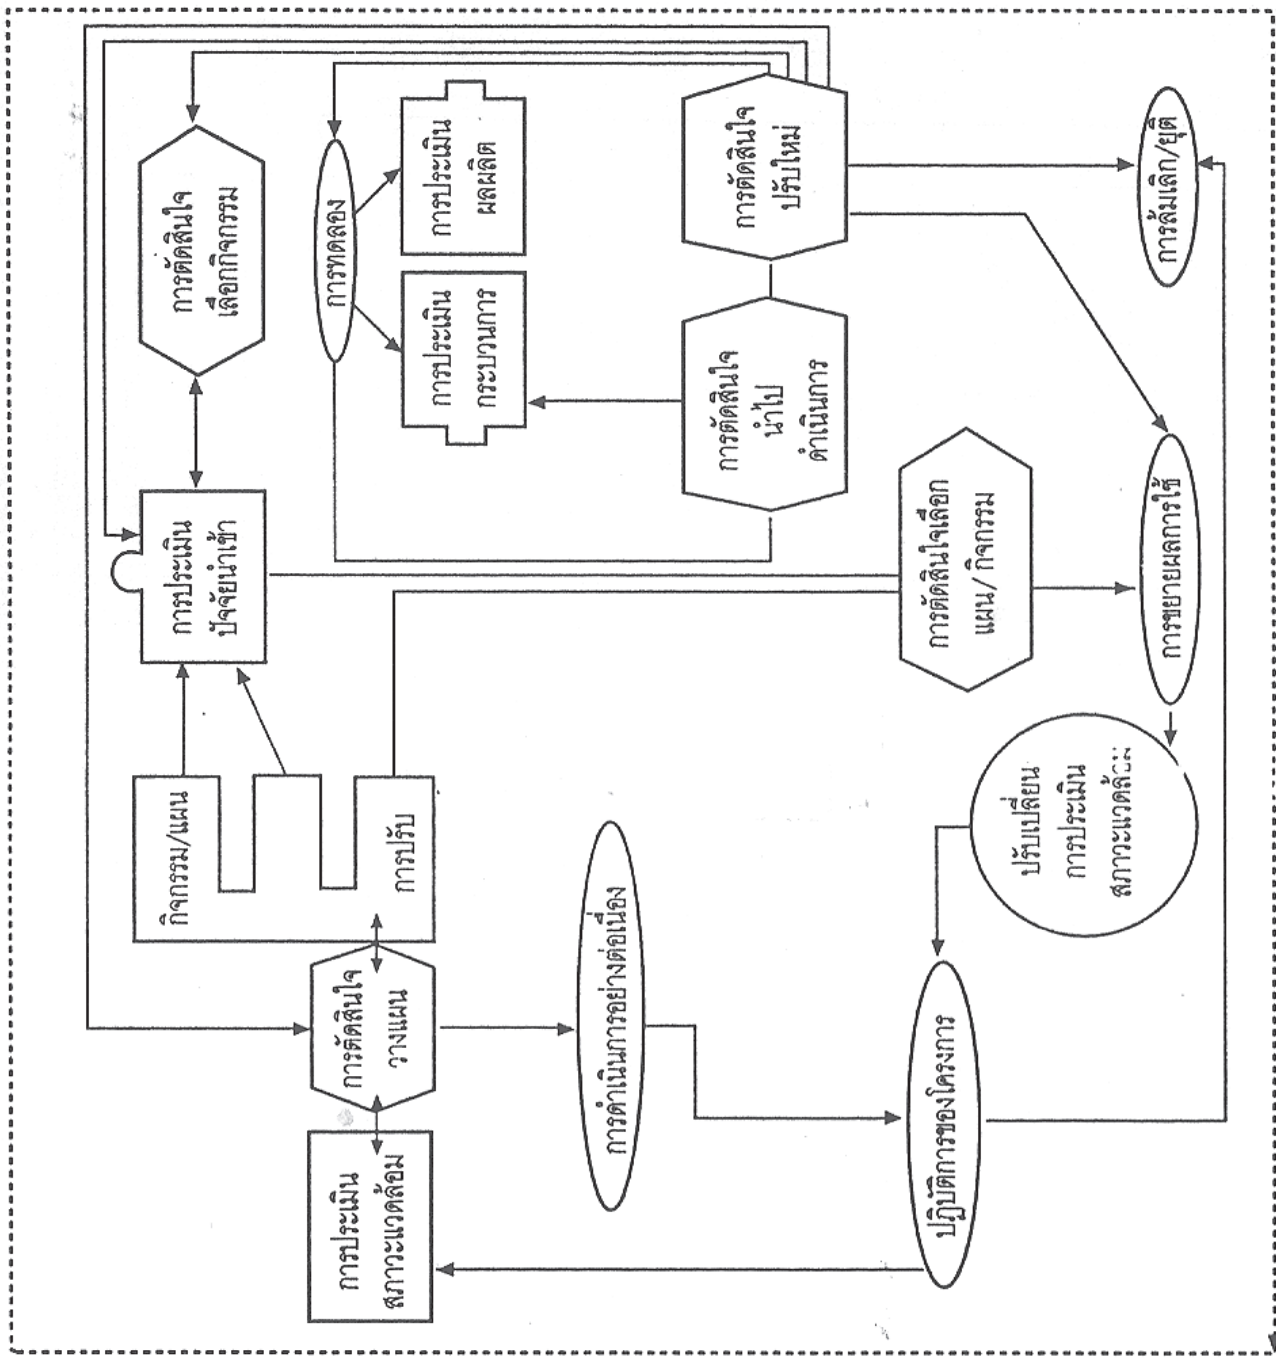 การประเมิน
สภาวะแวดล้อม
การตัดสินใจ
วางแผน
กิจกรรม/แผน
การปรับ
การประเมิน
ปัจจัยนำเข้า
การตัดสินใจ
เลือกกิจกรรม
การทดลอง
การประเมิน
กระบวนการ
การประเมิน
ผลผลิต
การดำเนินการอย่างต่อเนื่อง
การตัดสินใจ
นำไป
ดำเนินการ
การตัดสินใจ
ปรับใหม่
ปฏิบัติการของโครงการ
ปรับเปลี่ยน
การประเมิน
สภาวะแวดล้อม
การตัดสินใจเลือก
แผน/กิจกรรม
การขยายผลการใช้
การล้มเลิก/ยุติ